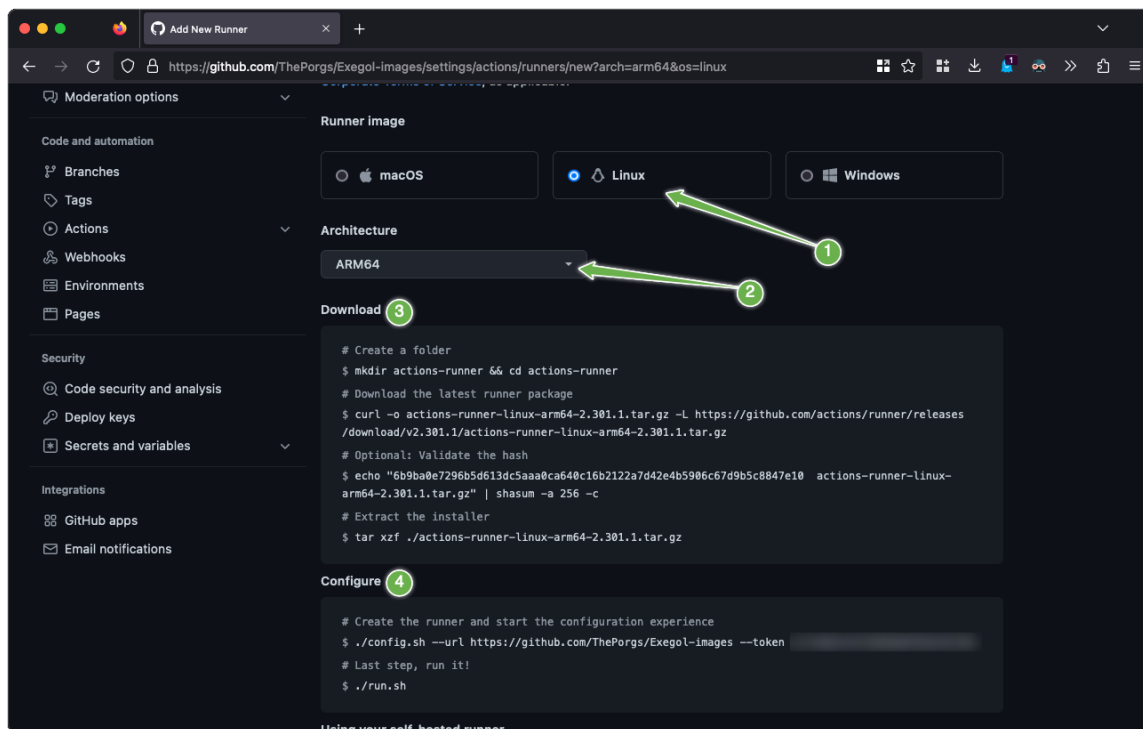 Add New Runner
https://github.com/ThePorgs/Exegol-images/settings/actions/runners/new?arch=arm64&os=linux
1
Moderation options
Code and automation
Branches
Tags
Actions
Webhooks
Environments
Pages
Security
Code security and analysis
Deploy keys
Secrets and variables
Integrations
GitHub apps
Email notifications
Runner image
macOS
Linux
Windows
1
Architecture
ARM64
2
Download 3
# Create a folder
$ mkdir actions-runner && cd actions-runner
# Download the latest runner package
$ curl -o actions-runner-linux-arm64-2.301.1.tar.gz -L https://github.com/actions/runner/releases
/download/v2.301.1/actions-runner-linux-arm64-2.301.1.tar.gz
# Optional: Validate the hash
$ echo "6b9ba0e7296b5d613dc5aaa0ca640c16b2122a7d42e4b5906c67d9b5c8847e10  actions-runner-linux-
arm64-2.301.1.tar.gz" | shasum -a 256 -c
# Extract the installer
$ tar xzf ./actions-runner-linux-arm64-2.301.1.tar.gz
Configure 4
# Create the runner and start the configuration experience
$ ./config.sh --url https://github.com/ThePorgs/Exegol-images --token
# Last step, run it!
$ ./run.sh
Using your self-hosted runner